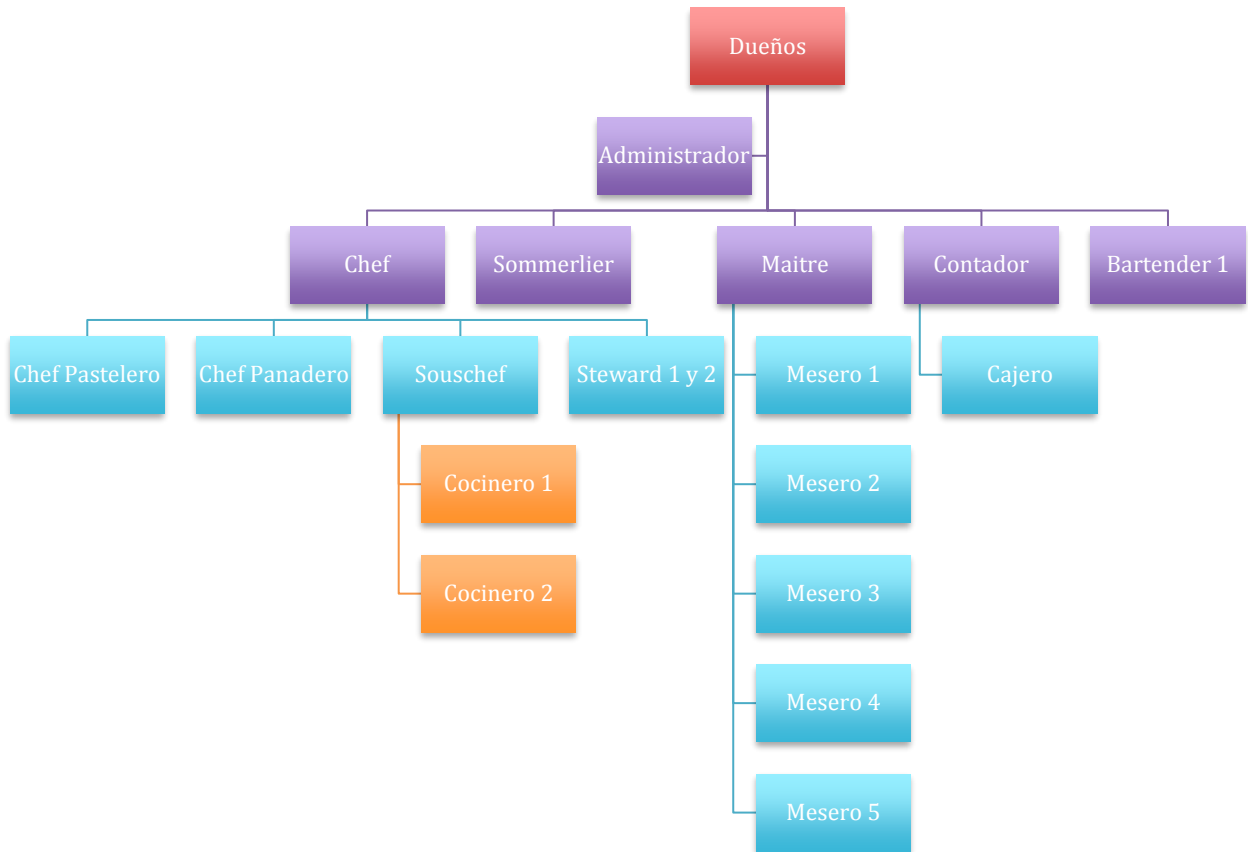 Dueños
Administrador
Chef
Sommerlier
Maitre
Contador
Bartender 1
Chef Pastelero
Chef Panadero
Souschef
Steward 1 y 2
Mesero 1
Cajero
Cocinero 1
Mesero 2
Cocinero 2
Mesero 3
Mesero 4
Mesero 5